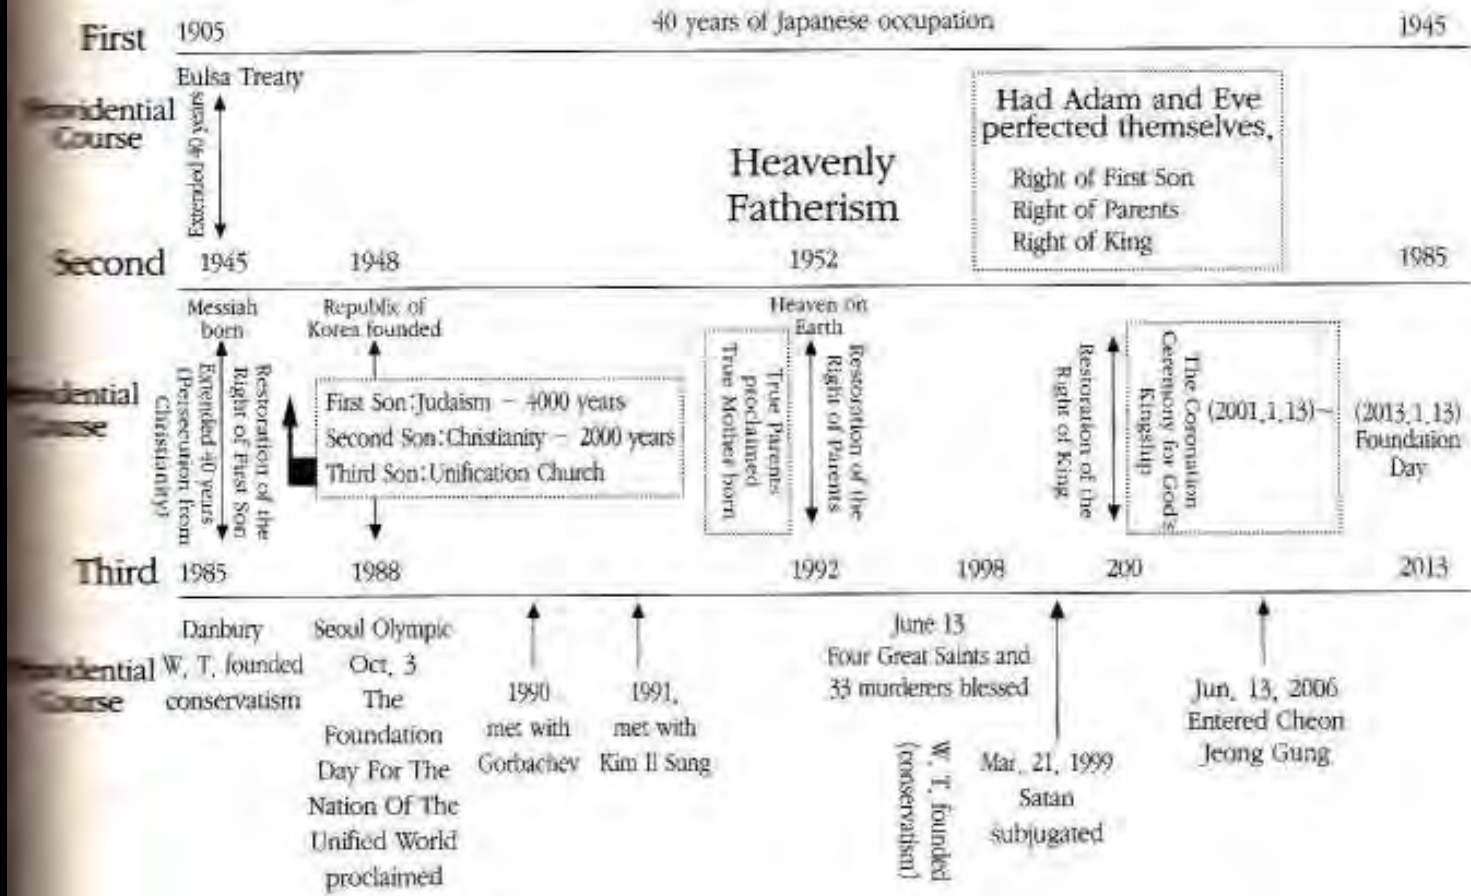 First
1905
40 years of Japanese occupation
1945
Eulsa Treaty
Providential
Course
Extended 40 years
Heavenly
Fatherism
Had Adam and Eve
perfected themselves,
Right of First Son
Right of Parents
Right of King
Second
1945
1948
1952
1985
Messiah
born
Republic of
Korea founded
Heaven on
Earth
Course
Restoration of the
Right of First Son
Extended 40 years
(Persecution from
Christianity)
First Son:Judaism – 4000 years
Second Son:Christianity – 2000 years
Third Son:Unification Church
True Parents
proclaimed
True Mother born
Restoration of the
Right of Parents
Restoration of the
Right of King
The Coronation
Ceremony for God's
Kingship
(2001.1.13)~
(2013.1.13)
Foundation
Day
Third
1985
1988
1992
1998
200
2013
Danbury
W. T. founded
conservatism
Course
Seoul Olympic
Oct. 3
The
Foundation
Day For The
Nation Of The
Unified World
proclaimed
1990
met with
Gorbachev
1991,
met with
Kim Il Sung
June 13
Four Great Saints and
33 murderers blessed
W. T. founded
(conservatism)
Mar. 21, 1999
Satan
subjugated
Jun. 13, 2006
Entered Cheon
Jeong Gung